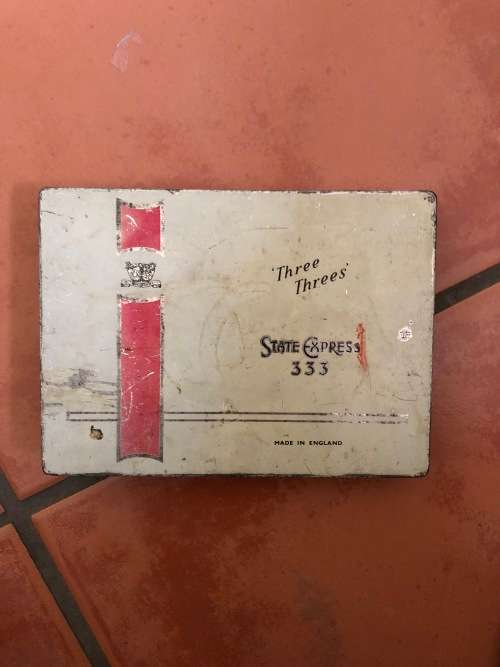 'Three
Threes'
STATE EXPRESS
333
MADE IN ENGLAND